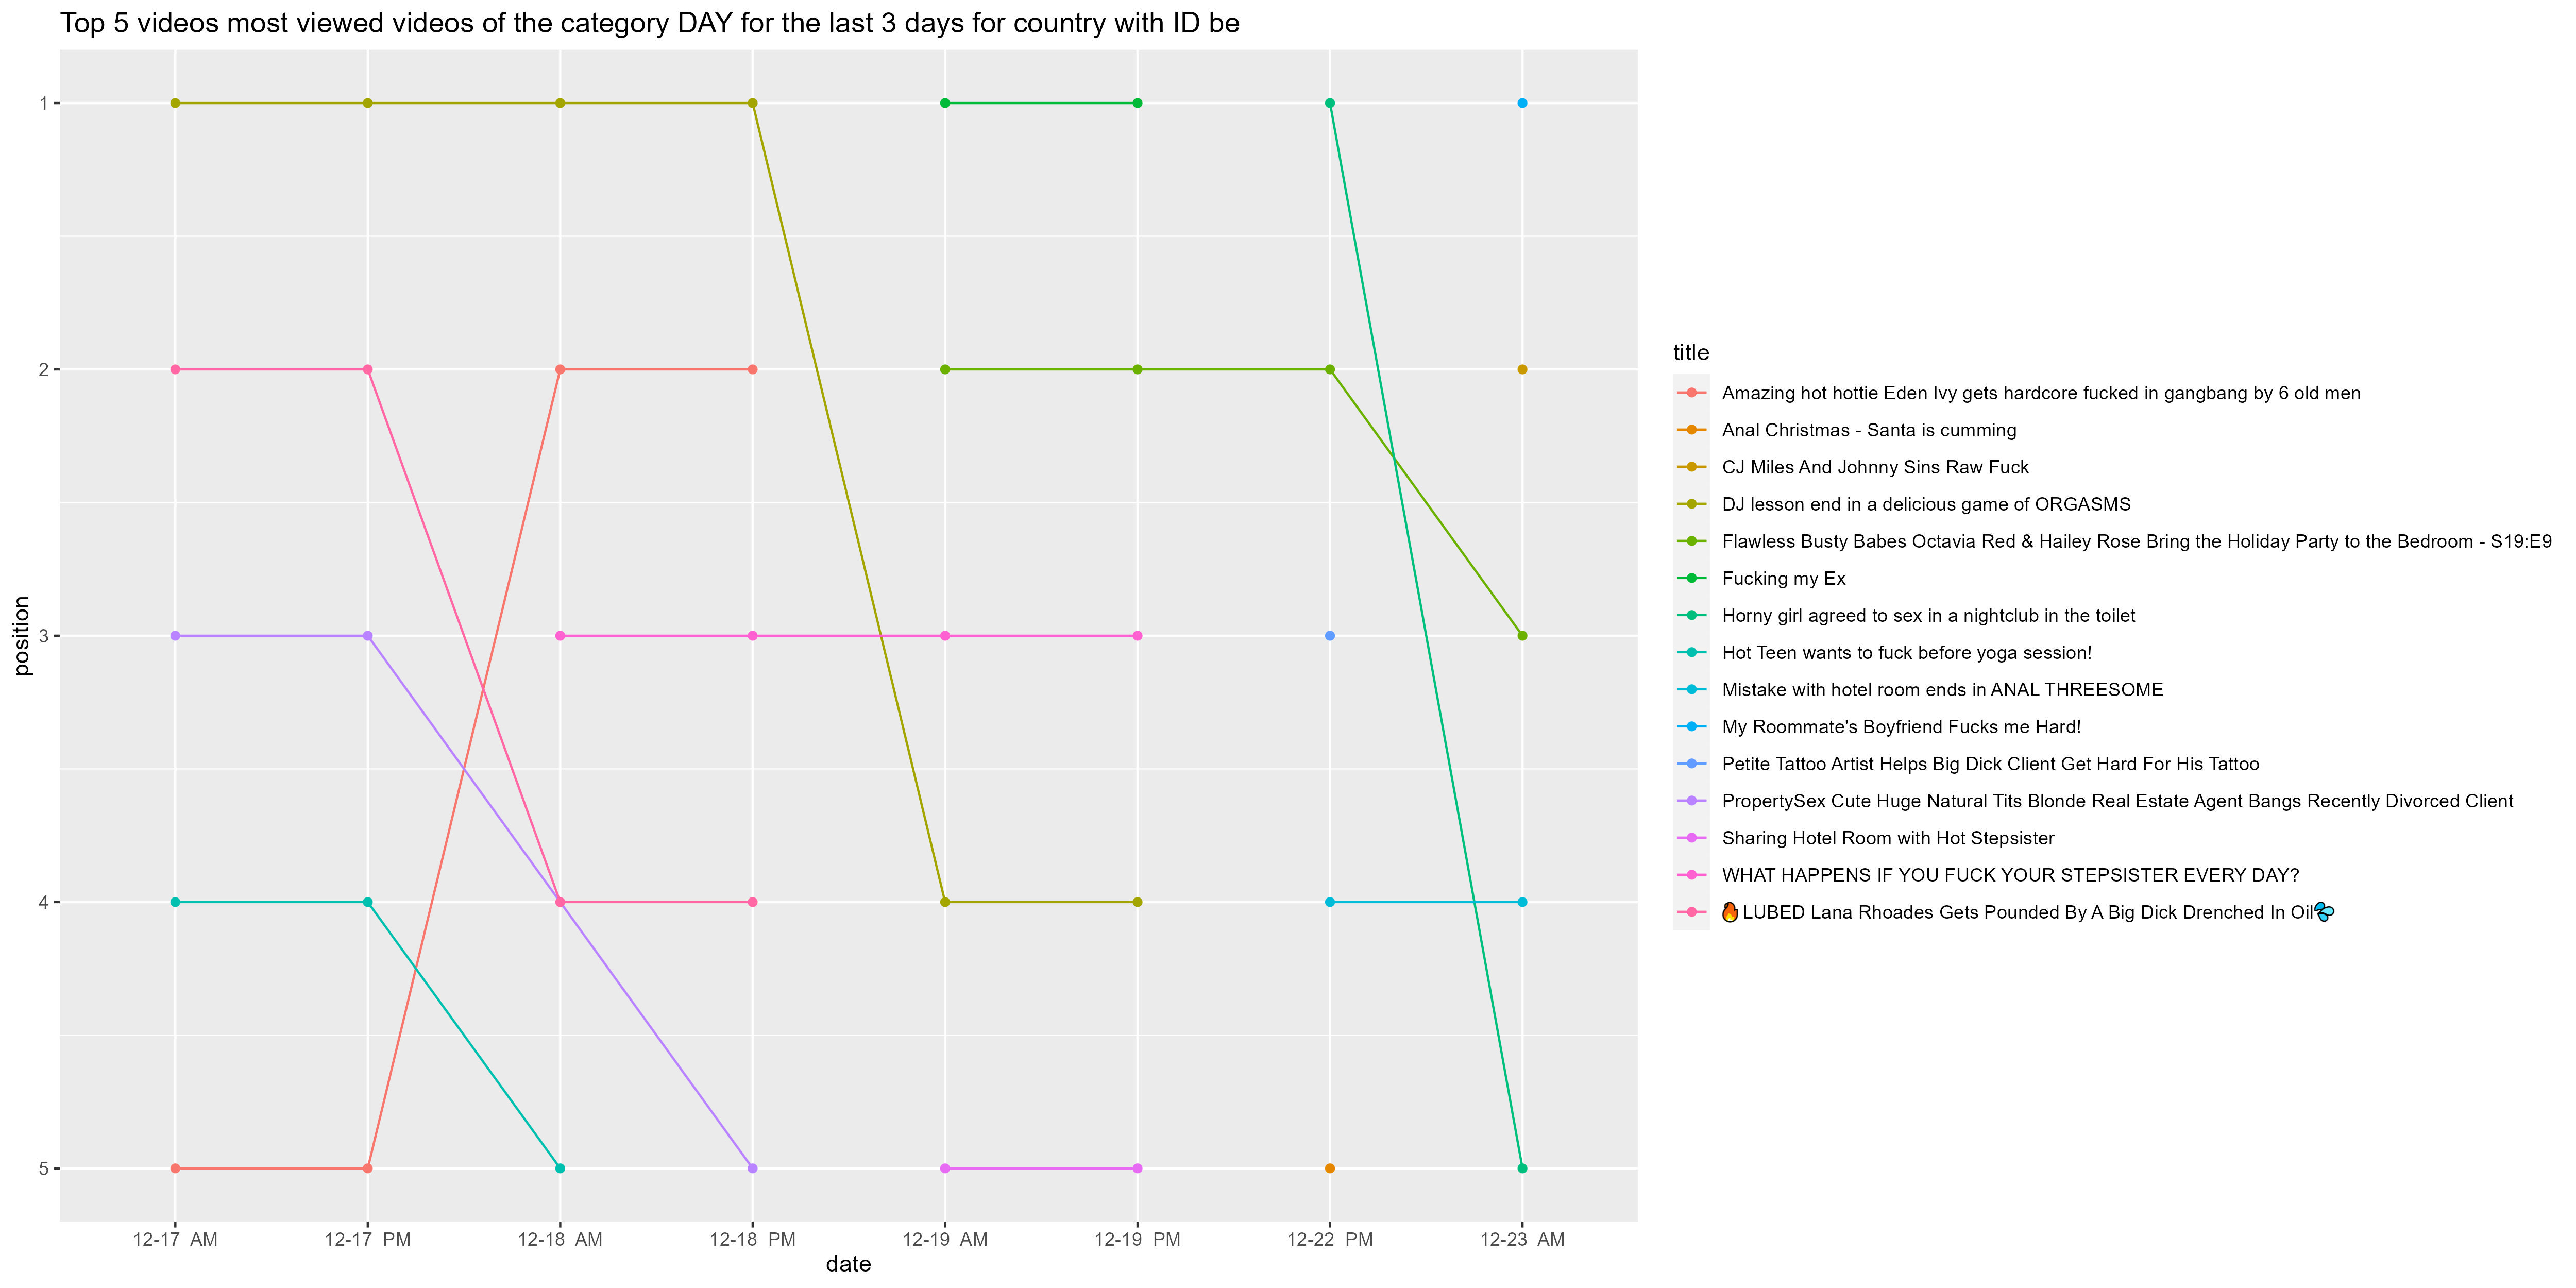 Top 5 videos most viewed videos of the category DAY for the last 3 days for country with ID be
1
2
3
4
5
position
12-17 AM
12-17 PM
12-18 AM
12-18 PM
12-19 AM
12-19 PM
12-22 PM
12-23 AM
date
title
Amazing hot hottie Eden Ivy gets hardcore fucked in gangbang by 6 old men
Anal Christmas - Santa is cumming
CJ Miles And Johnny Sins Raw Fuck
DJ lesson end in a delicious game of ORGASMS
Flawless Busty Babes Octavia Red & Hailey Rose Bring the Holiday Party to the Bedroom - S19:E9
Fucking my Ex
Horny girl agreed to sex in a nightclub in the toilet
Hot Teen wants to fuck before yoga session!
Mistake with hotel room ends in ANAL THREESOME
My Roommate's Boyfriend Fucks me Hard!
Petite Tattoo Artist Helps Big Dick Client Get Hard For His Tattoo
PropertySex Cute Huge Natural Tits Blonde Real Estate Agent Bangs Recently Divorced Client
Sharing Hotel Room with Hot Stepsister
WHAT HAPPENS IF YOU FUCK YOUR STEPSISTER EVERY DAY?
🔥LUBED Lana Rhoades Gets Pounded By A Big Dick Drenched In Oil💦